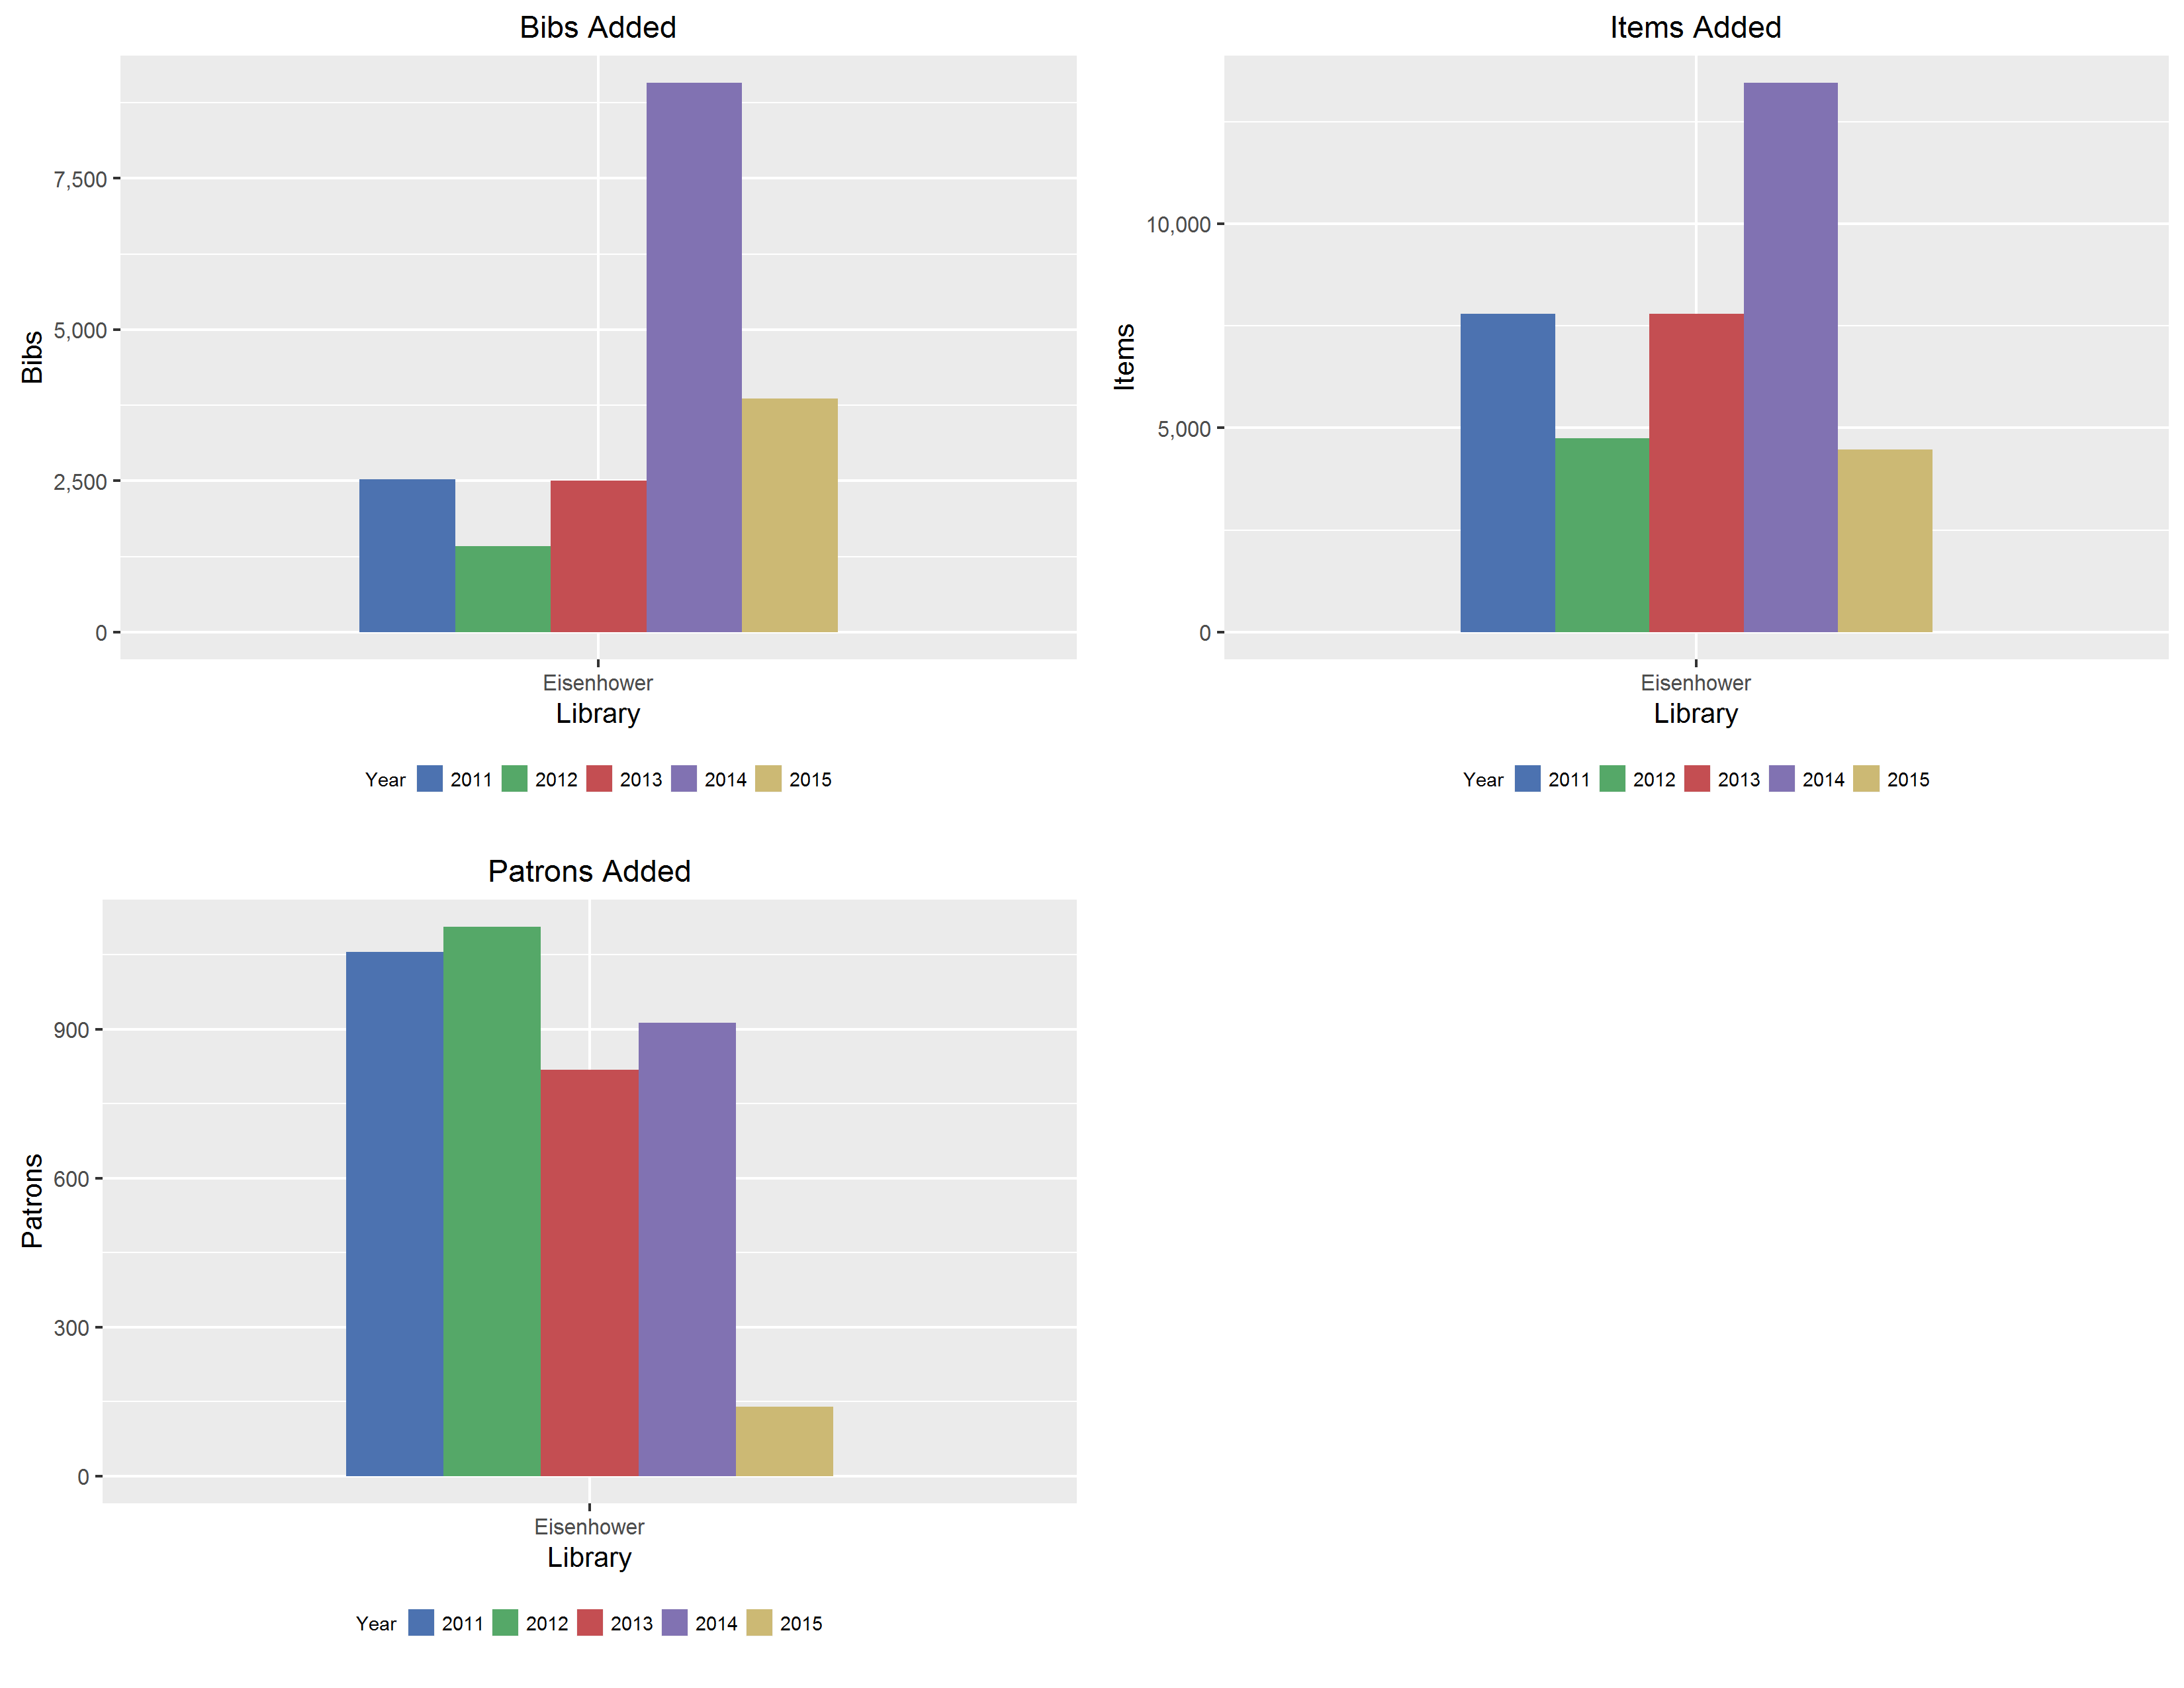 Bibs Added
Bibs
7,500
5,000
2,500
0
Eisenhower
Library
Year 2011 2012 2013 2014 2015
Items Added
Items
10,000
5,000
0
Eisenhower
Library
Year 2011 2012 2013 2014 2015
Patrons Added
Patrons
900
600
300
0
Eisenhower
Library
Year 2011 2012 2013 2014 2015